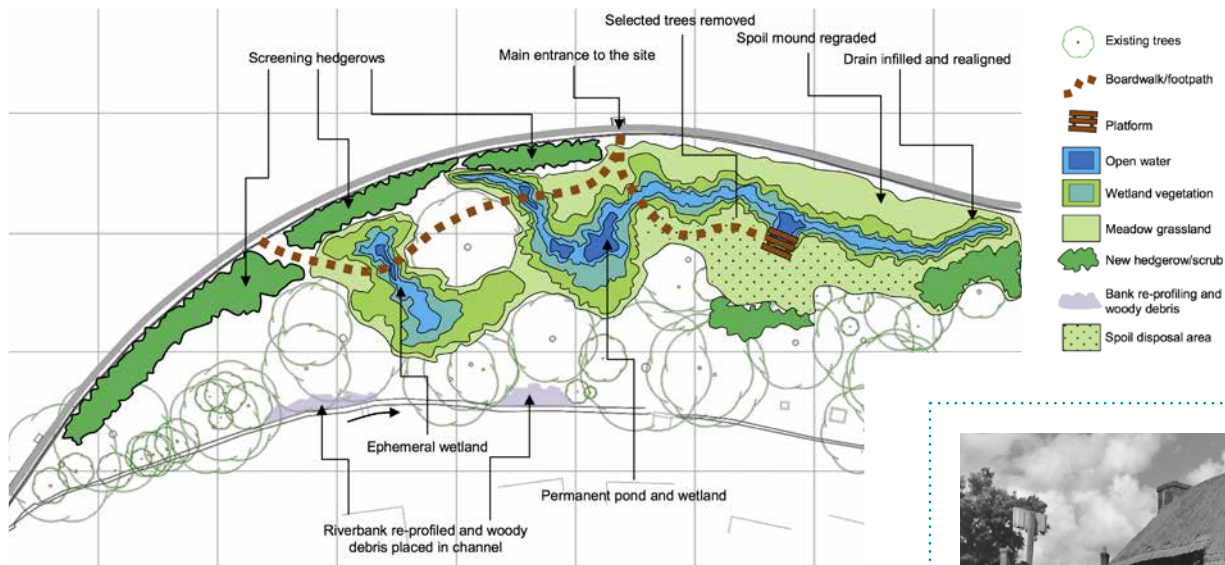 Selected trees removed
Spoil mound regraded
Main entrance to the site
Screening hedgerows
Drain infilled and realigned
Ephemeral wetland
Permanent pond and wetland
Riverbank re-profiled and woody
debris placed in channel
Existing trees
Boardwalk/footpath
Platform
Open water
Wetland vegetation
Meadow grassland
New hedgerow/scrub
Bank re-profiling and
woody debris
Spoil disposal area